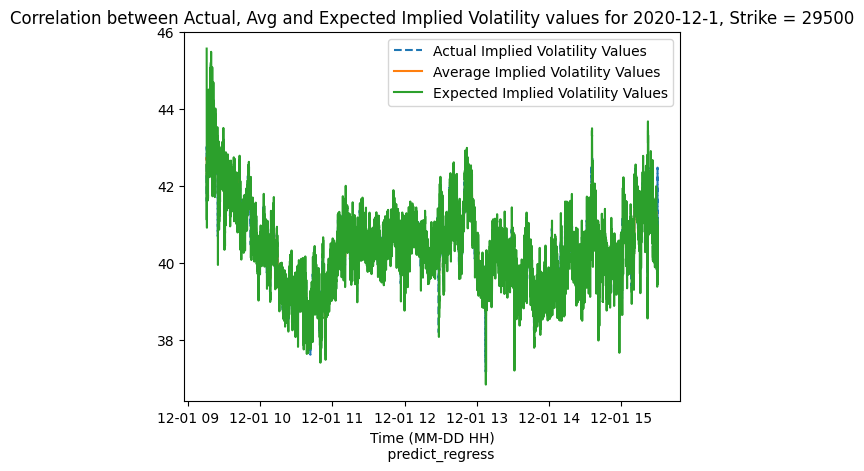 Correlation between Actual, Avg and Expected Implied Volatility values for 2020-12-1, Strike = 29500
46
44
42
40
38
Actual Implied Volatility Values
Average Implied Volatility Values
Expected Implied Volatility Values
12-01 09 12-01 10 12-01 11 12-01 12 12-01 13 12-01 14 12-01 15
Time (MM-DD HH)
predict_regress